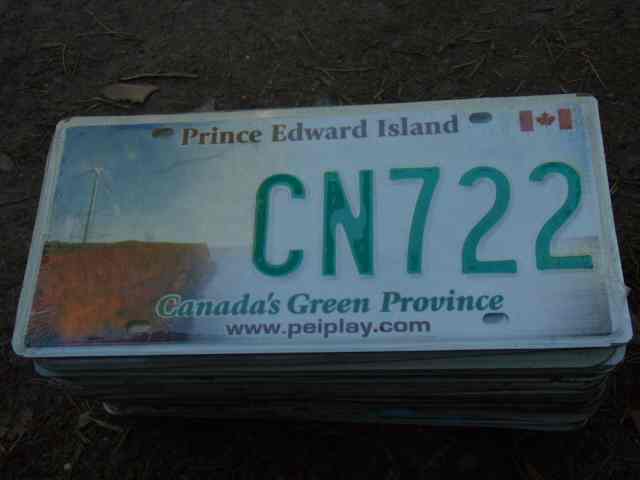 Prince Edward Island
CN722
Canada's Green Province
www.peiplay.com